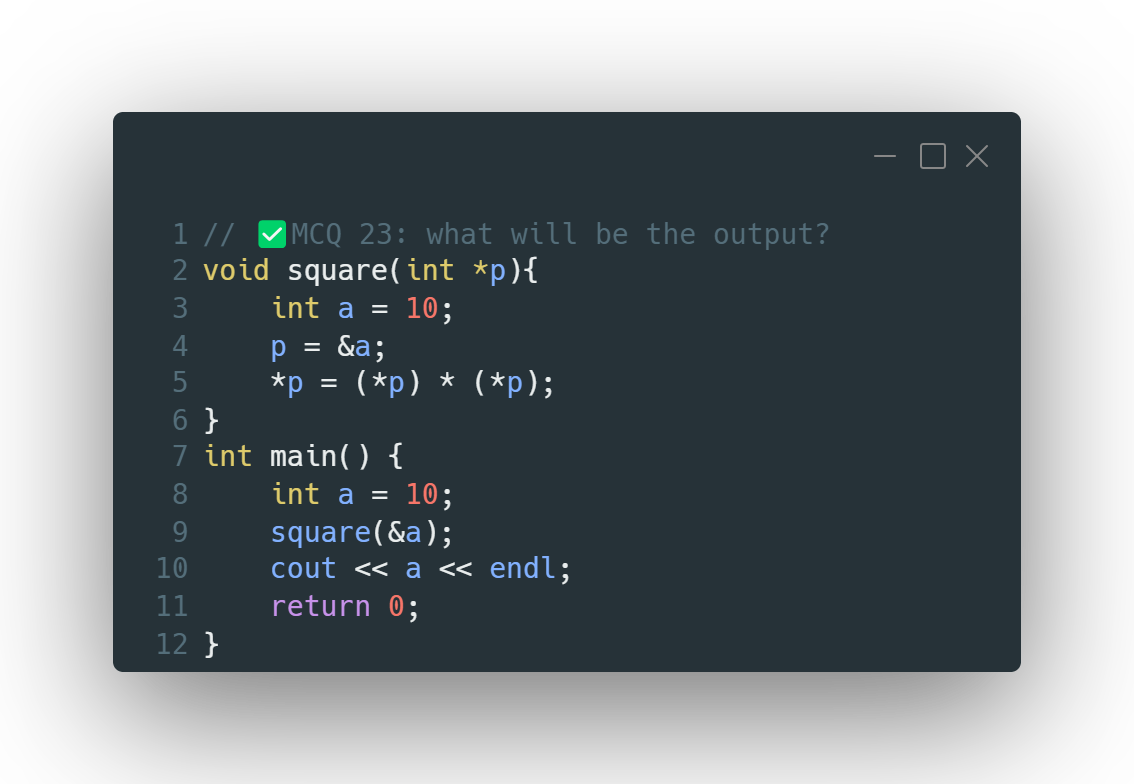 1 // ✅MCQ 23: what will be the output?
2 void square(int *p){
3     int a = 10;
4     p = &a;
5     *p = (*p) * (*p);
6 }
7 int main() {
8     int a = 10;
9     square(&a);
10     cout << a << endl;
11     return 0;
12 }